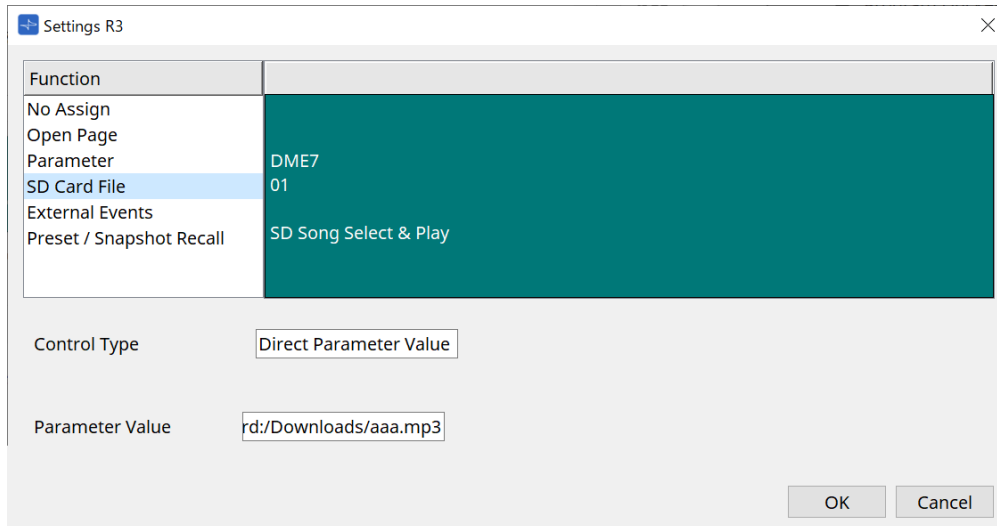 Settings R3
Function
No Assign
Open Page
Parameter
SD Card File
External Events
Preset / Snapshot Recall
DME7
01
SD Song Select & Play
Control Type
Direct Parameter Value
Parameter Value
rd:/Downloads/aaa.mp3
OK
Cancel